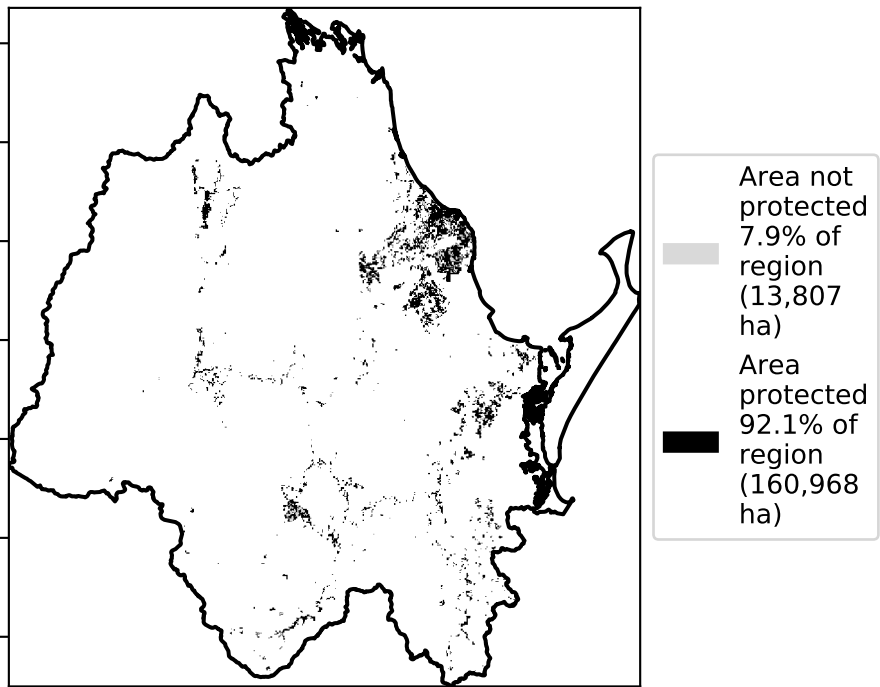 Area not
protected
7.9% of
region
(13,807
ha)
Area
protected
92.1% of
region
(160,968
ha)